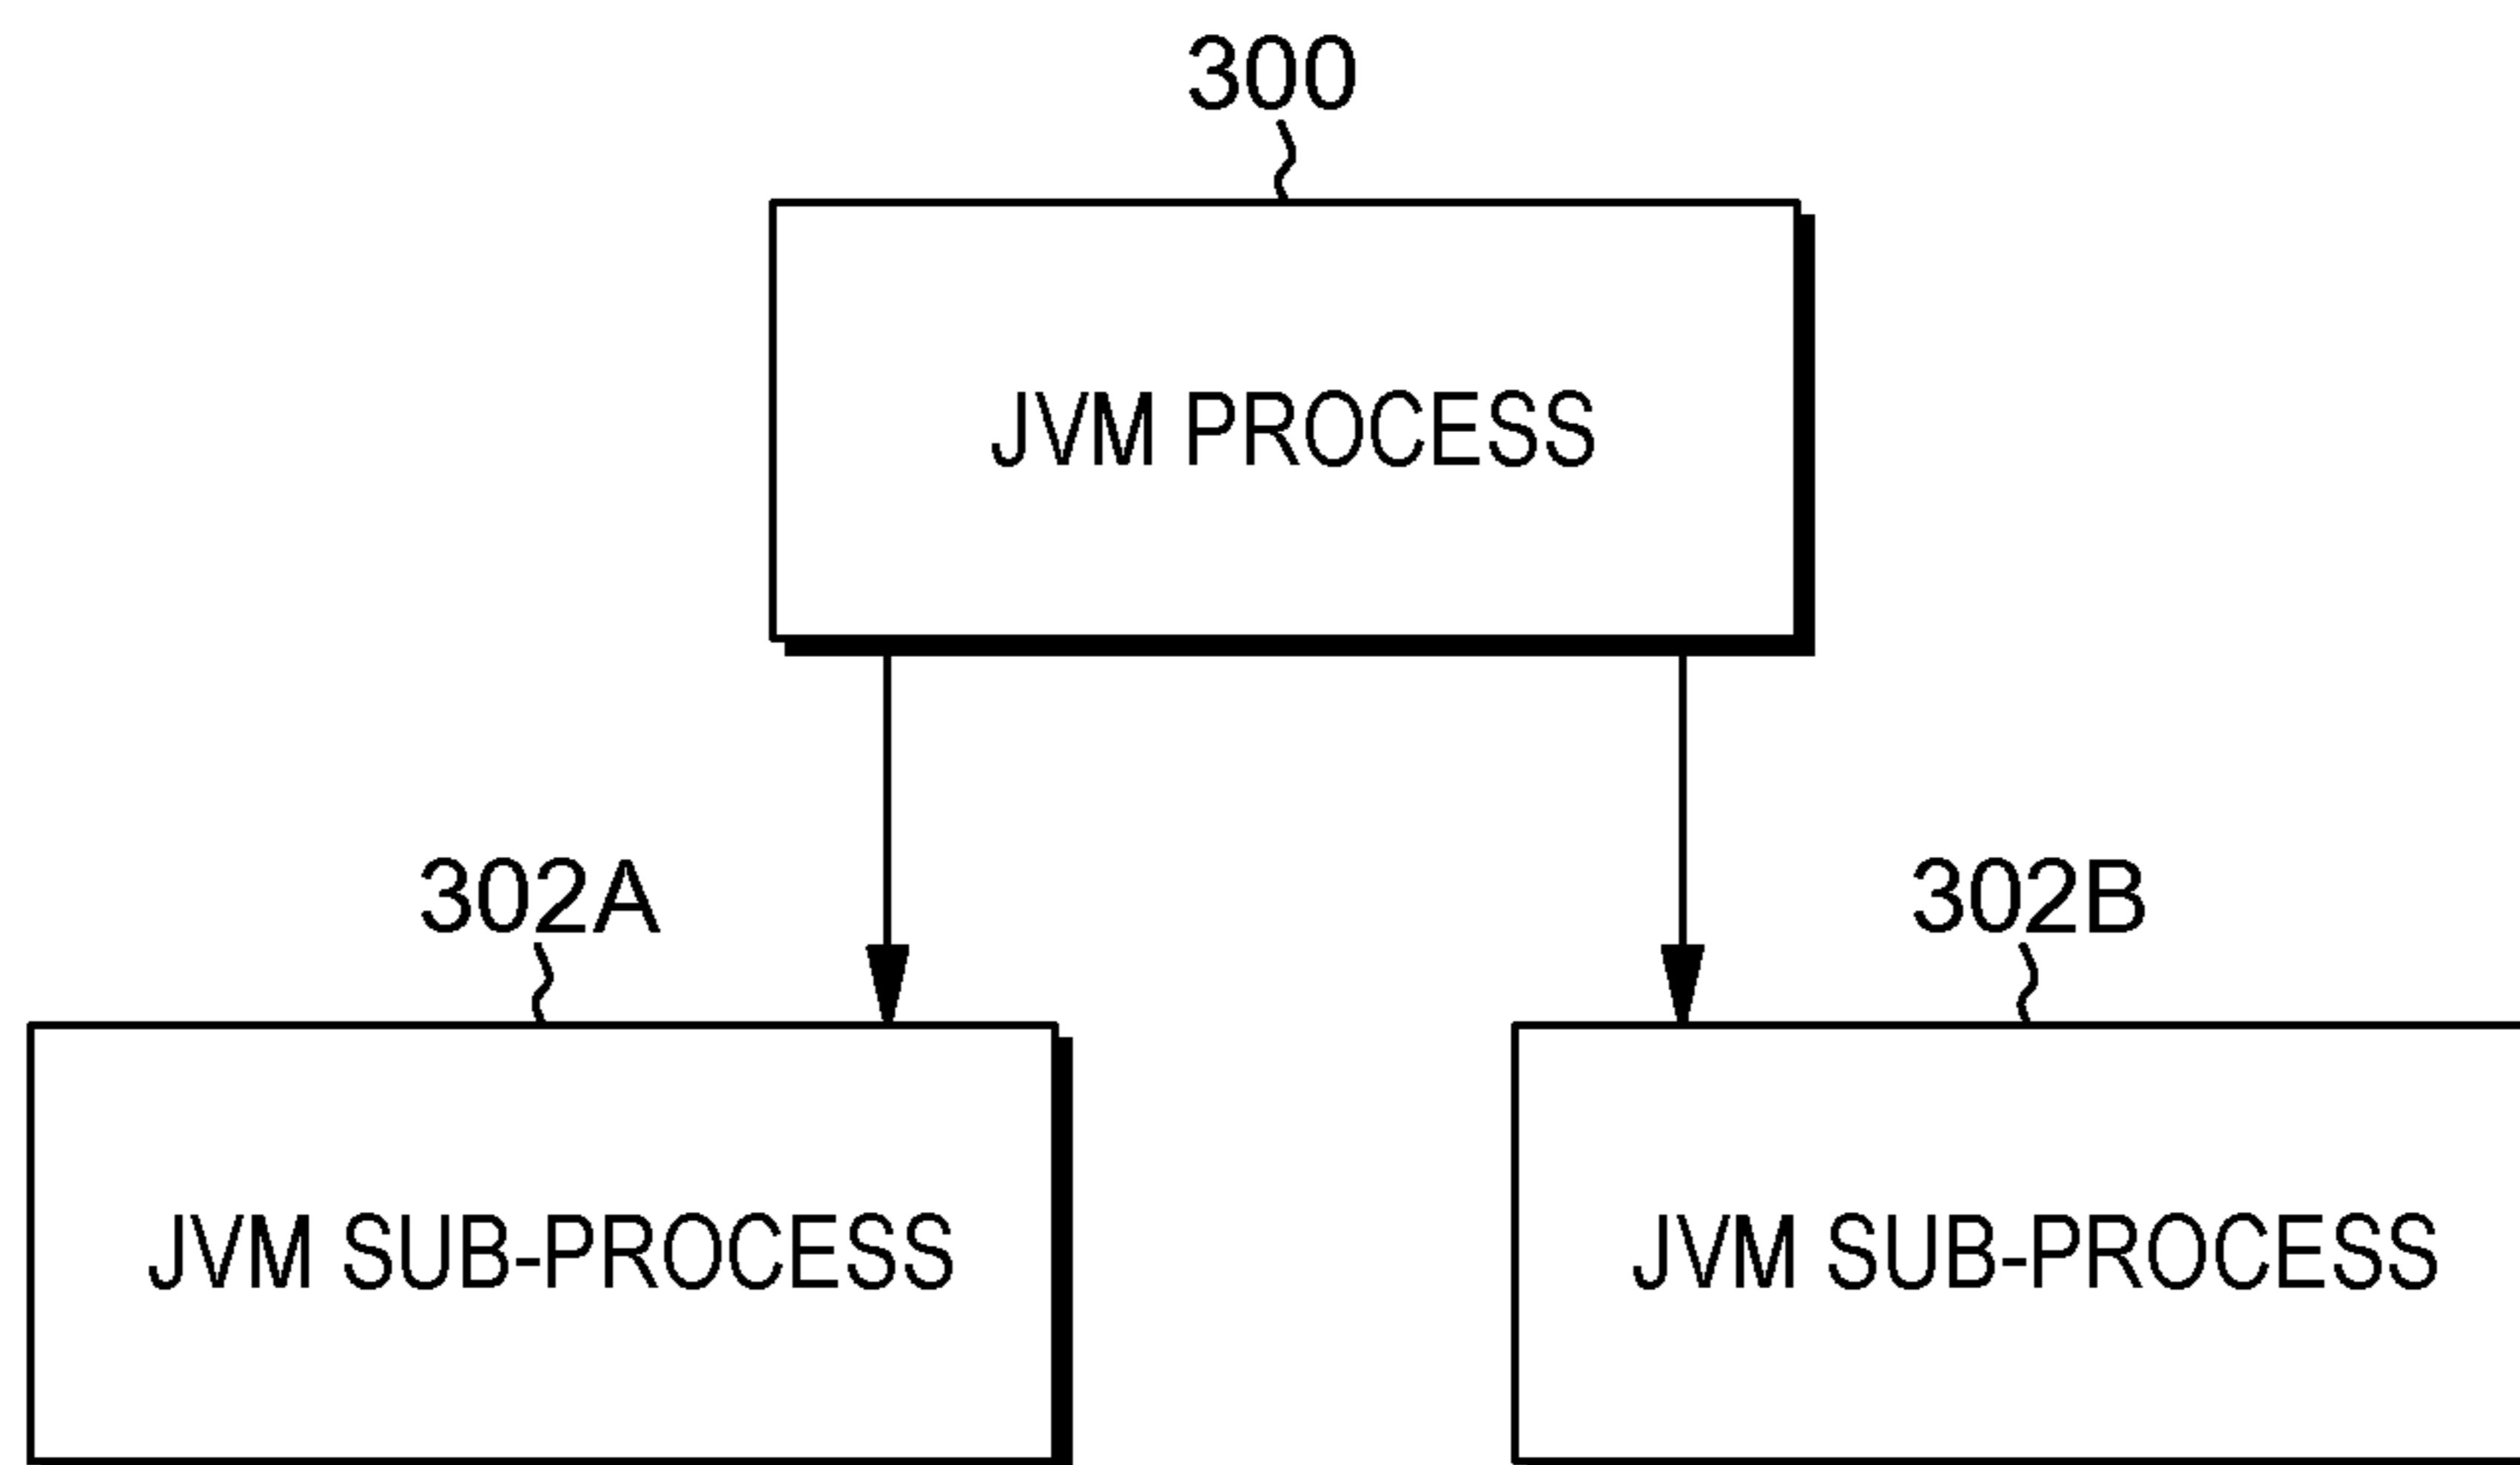 300
JVM PROCESS
302A
302B
JVM SUB-PROCESS
JVM SUB-PROCESS